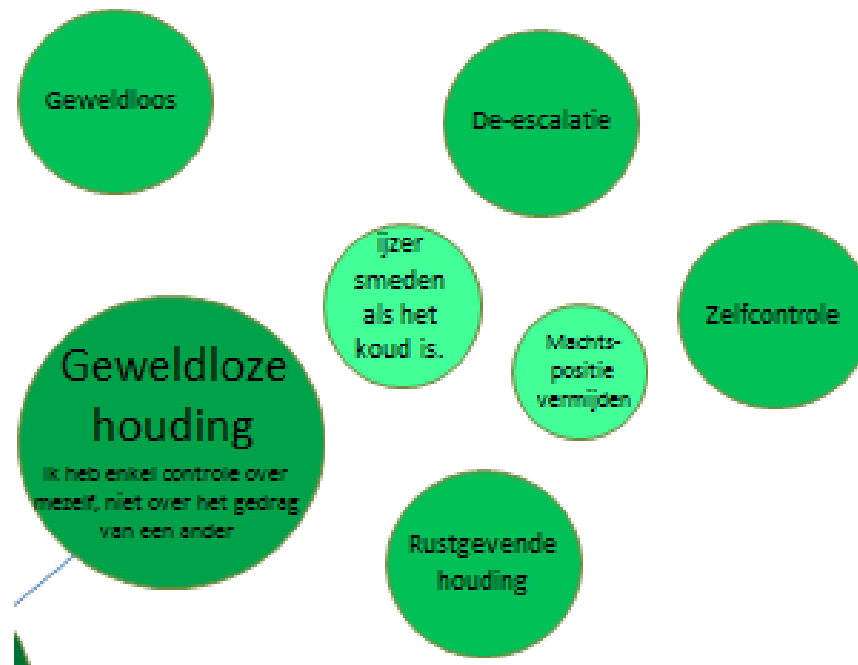 Geweldloos
De-escalatie
ijzer
smeden
als het
koud is.
Zelfcontrole
Machts-
positie
vermijden
Geweldloze
houding
Ik heb enkel controle over
mezelf, niet over het gedrag
van een ander
Rustgevende
houding